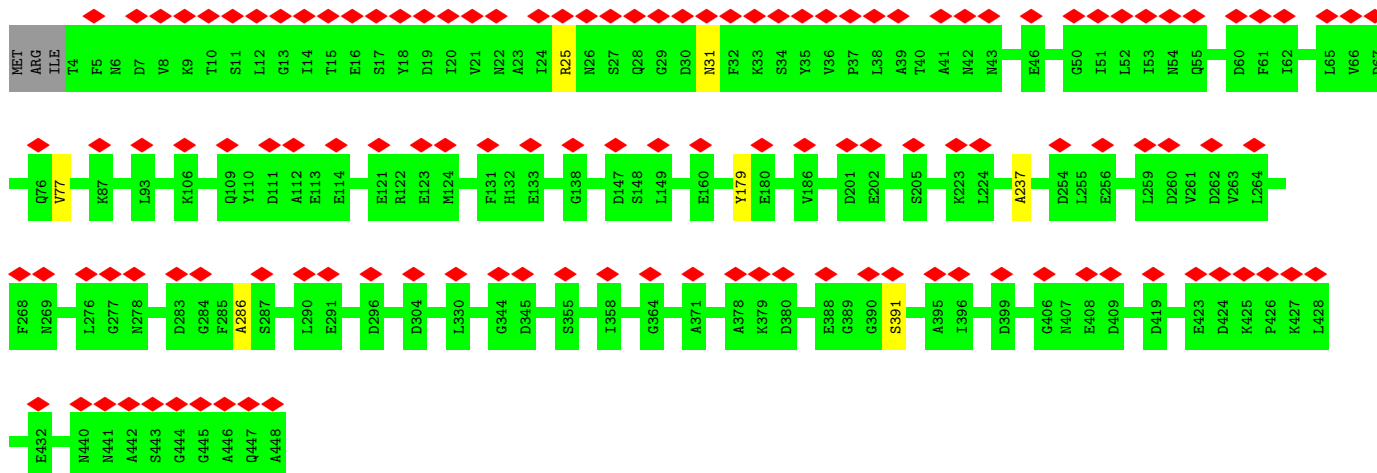 MET ARG ILE T4 F5 N6 D7 V8 K9 T10 S11 L12 G13 I14 T15 E16 S17 Y18 D19 I20 V21 N22 A23 I24 R25 N26 S27 Q28 G29 D30 N31 F32 K33 S34 Y35 V36 P37 L38 A39 T40 A41 N42 N43 E46 G50 I51 L52 I53 N54 Q55 D60 F61 I62 L65 V66 D67
Q76 V77 K87 L93 K106 Q109 Y110 D111 A112 E113 E114 E121 R122 E123 M124 F131 H132 E133 G138 D147 S148 L149 E160 Y179 E180 V186 D201 E202 S205 K223 L224 A237 D254 L255 E256 L259 D260 V261 D262 V263 L264
F268 N269 L276 G277 N278 D283 G284 F285 A286 S287 L290 E291 D296 D304 L330 G344 D345 S355 I358 G364 A371 A378 K379 D380 E388 G389 G390 S391 A395 I396 D399 G406 N407 E408 D409 D419 E423 D424 K425 P426 K427 L428
E432 N440 N441 A442 S443 G444 G445 A446 Q447 A448